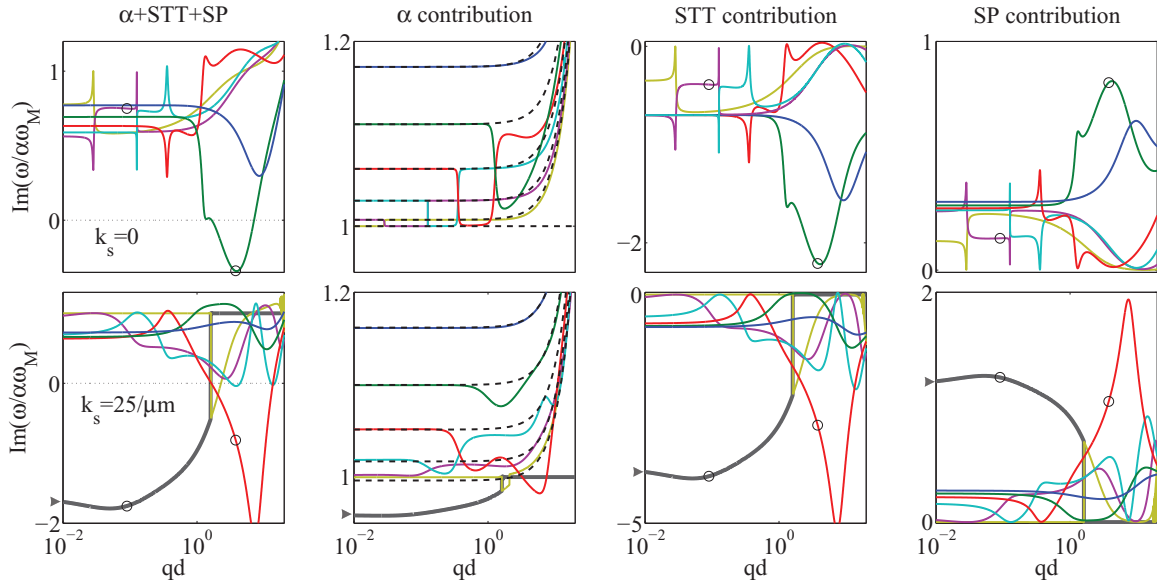 α+STT+SP
α contribution
STT contribution
SP contribution
Im(ω/αω_M)
1
0
k_s=0
1.2
1
0
−2
1
0
Im(ω/αω_M)
0
−2
k_s=25/μm
1.2
1
0
−5
2
0
10^−2
10^0
qd
10^−2
10^0
qd
10^−2
10^0
qd
10^−2
10^0
qd